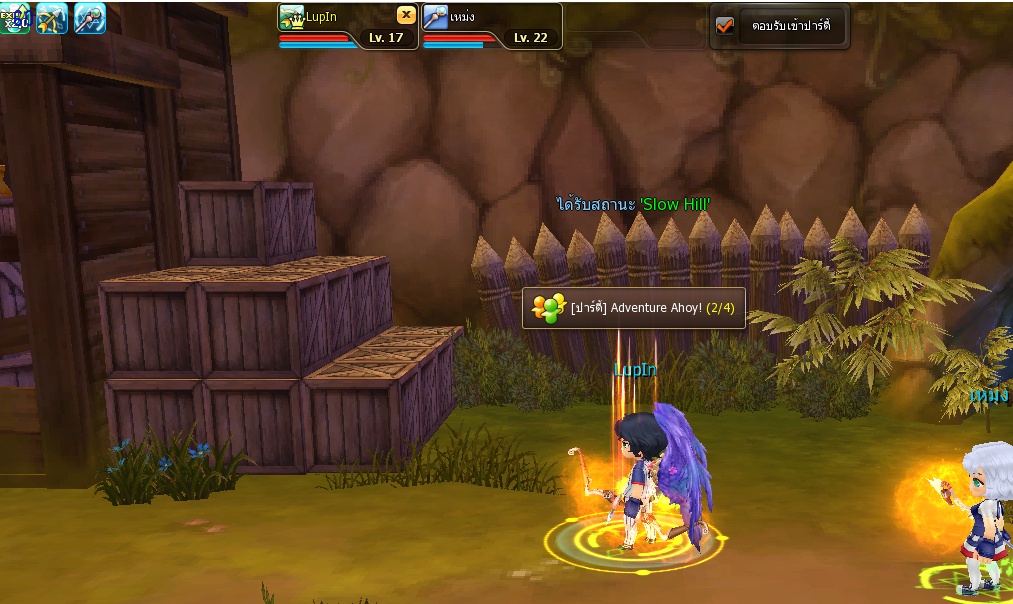 EXP
x20
LupIn
Lv. 17
เหม่ง
Lv. 22
ตอบรับเข้าปาร์ตี้
ได้รับสถานะ 'Slow Hill'
[ปาร์ตี้] Adventure Ahoy! (2/4)
LupIn
เหม่ง